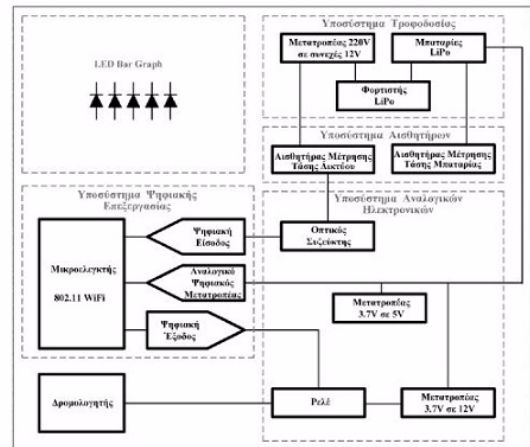 Υποσύστημα Τροφοδοσίας
Μετατροπέας 220V
σε συνεχές 12V
Μπαταρίες
LiPo
Φορτιστής
LiPo
LED Bar Graph
Υποσύστημα Αισθητήρων
Αισθητήρας Μέτρησης
Τάσης Δικτύου
Αισθητήρας Μέτρησης
Τάσης Μπαταρίας
Υποσύστημα Ψηφιακής
Επεξεργασίας
Υποσύστημα Αναλογικών
Ηλεκτρονικών
Μικροελεγκτής
802.11 WiFi
Ψηφιακή
Είσοδος
Οπτικός
Συζεύκτης
Αναλογικό
Ψηφιακός
Μετατροπέας
Μετατροπέας
3.7V σε 5V
Ψηφιακή
Έξοδος
Δρομολογητής
Ρελέ
Μετατροπέας
3.7V σε 12V